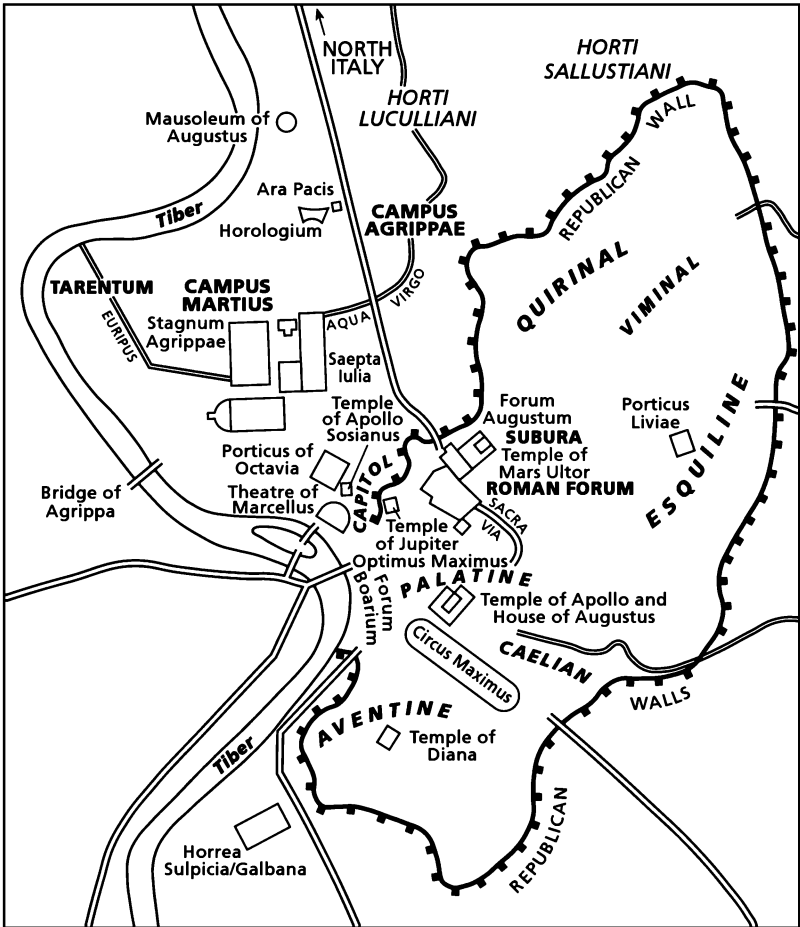 NORTH
ITALY
HORTI
SALLUSTIANI
HORTI
LUCULLIANI
WALL
REPUBLICAN
Mausoleum of
Augustus
Ara Pacis
Horologium
Tiber
CAMPUS
AGRIPPAE
QUIRINAL
VIMINAL
TARENTUM
CAMPUS
MARTIUS
EURIPUS
Stagnum
Agrippae
AQUA
VIRGO
Saepta
Iulia
Temple
of Apollo
Sosianus
Forum
Augustum
SUBURA
Temple of
Mars Ultor
ROMAN FORUM
Porticus
Liviae
ESQUILINE
Porticus of
Octavia
Theatre of
Marcellus
CAPITOL
Bridge of
Agrippa
SACRA
VIA
Temple
of Jupiter
Optimus Maximus
Forum
Boarium
PALATINE
Temple of Apollo and
House of Augustus
Circus Maximus
CAELIAN
WALLS
AVENTINE
Temple of
Diana
Tiber
Horrea
Sulpicia/Galbana
REPUBLICAN